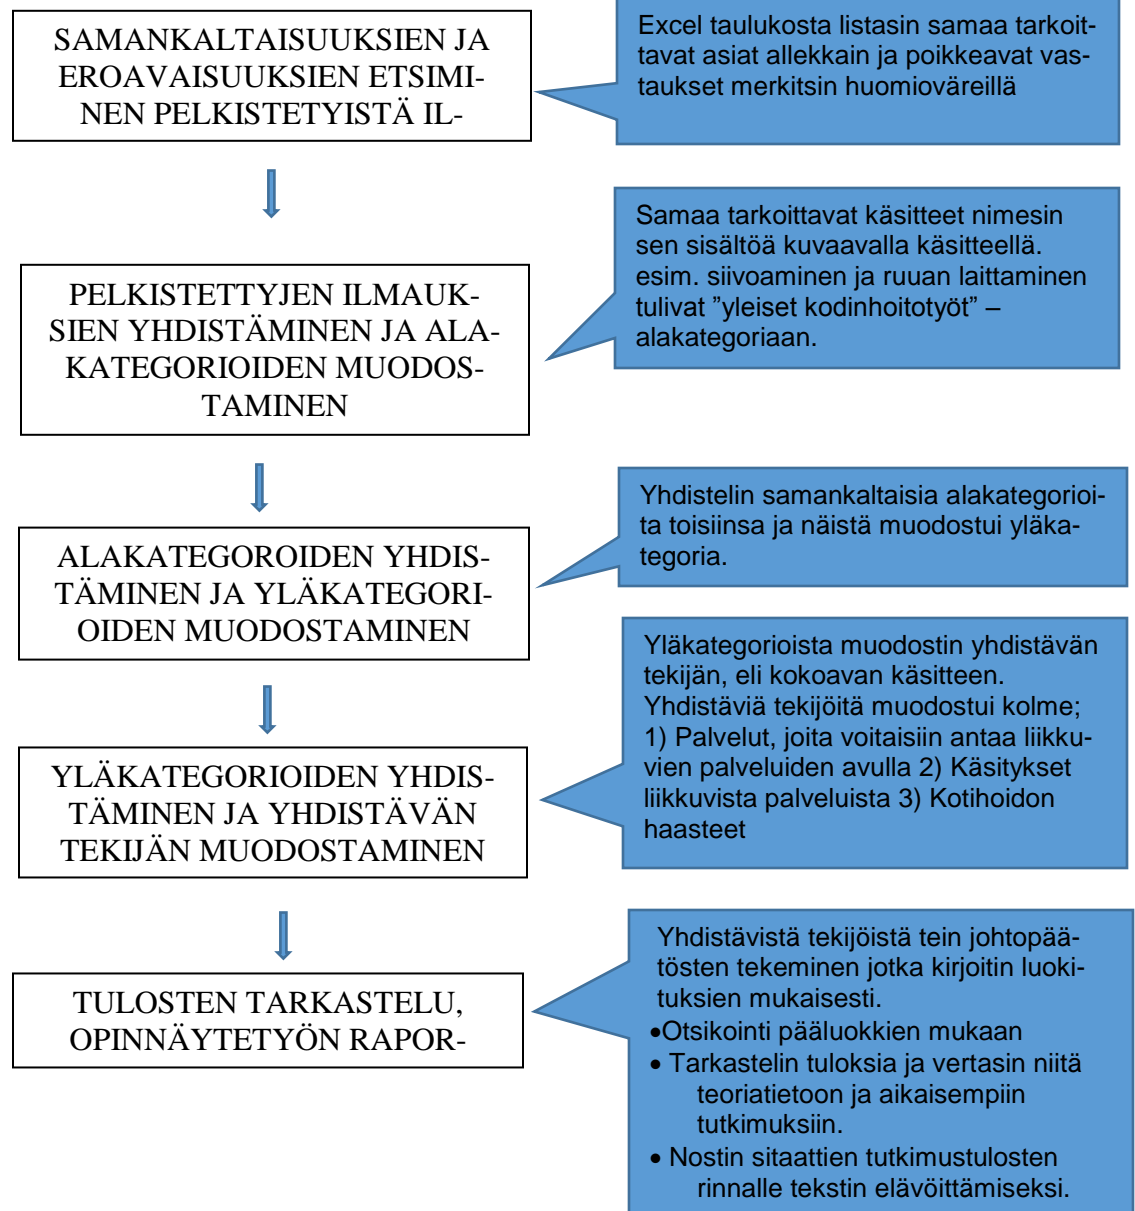 SAMANKALTAISUUKSIEN JA
EROAVAISUUKSIEN ETSIMI-
NEN PELKISTETYISTÄ IL-
Excel taulukosta listasin samaa tarkoit-
tavat asiat allekkain ja poikkeavat vas-
taukset merkitsin huomioväreillä
PELKISTETTYJEN ILMAUK-
SIEN YHDISTÄMINEN JA ALA-
KATEGORIOIDEN MUODOS-
TAMINEN
Samaa tarkoittavat käsitteet nimesin
sen sisältöä kuvaavalla käsitteellä.
esim. siivoaminen ja ruuan laittaminen
tulivat ”yleiset kodinhoitotyöt” –
alakategoriaan.
ALAKATEGOROIDEN YHDIS-
TÄMINEN JA YLÄKATEGORI-
OIDEN MUODOSTAMINEN
Yhdistelin samankaltaisia alakategorioi-
ta toisiinsa ja näistä muodostui yläka-
tegoria.
YLÄKATEGORIOIDEN YHDIS-
TÄMINEN JA YHDISTÄVÄN
TEKIJÄN MUODOSTAMINEN
Yläkategorioista muodostin yhdistävän
tekijän, eli kokoavan käsitteen.
Yhdistäviä tekijöitä muodostui kolme;
1) Palvelut, joita voitaisiin antaa liikku-
vien palveluiden avulla 2) Käsitykset
liikkuvista palveluista 3) Kotihoidon
haasteet
TULOSTEN TARKASTELU,
OPINNÄYTETYÖN RAPOR-
Yhdistävistä tekijöistä tein johtopää-
tösten tekeminen jotka kirjoitin luoki-
tuksien mukaisesti.
•Otsikointi pääluokkien mukaan
• Tarkastelin tuloksia ja vertasin niitä
teoriatietoon ja aikaisempiin
tutkimuksiin.
• Nostin sitaattien tutkimustulosten
rinnalle tekstin elävöittämiseksi.